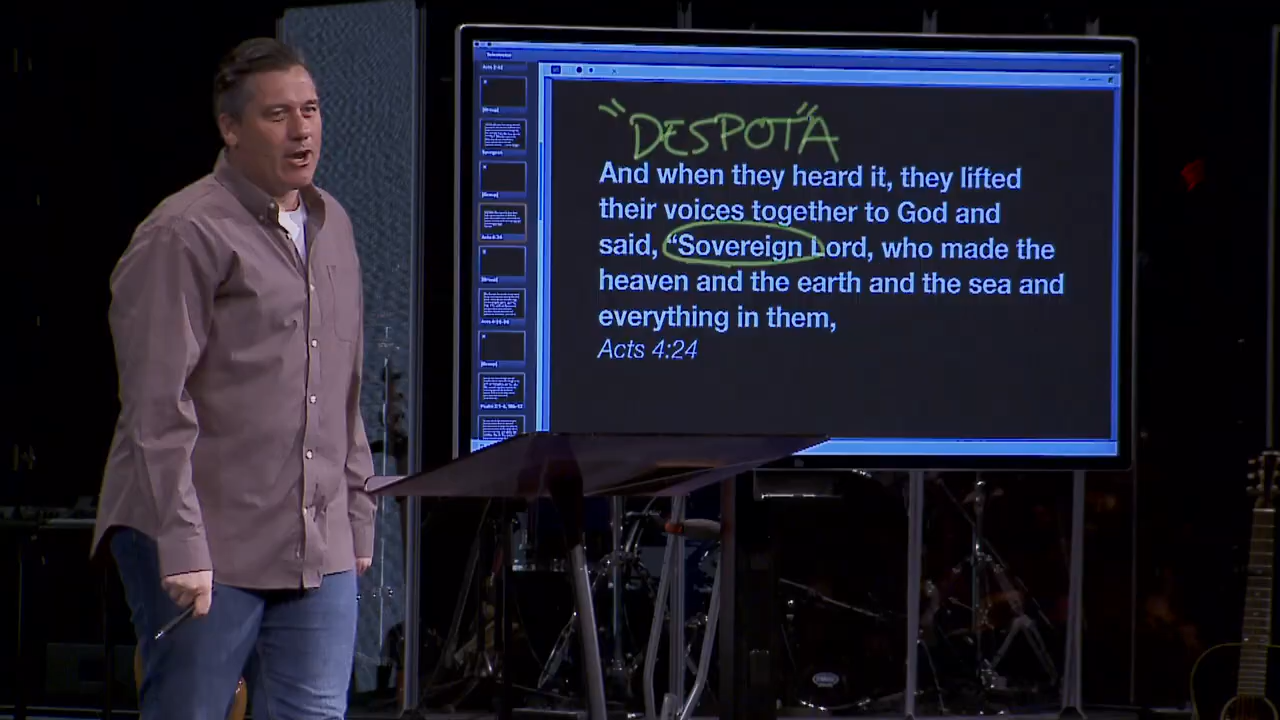 "DESPOTA"
And when they heard it, they lifted
their voices together to God and
said, “Sovereign Lord, who made the
heaven and the earth and the sea and
everything in them,
Acts 4:24